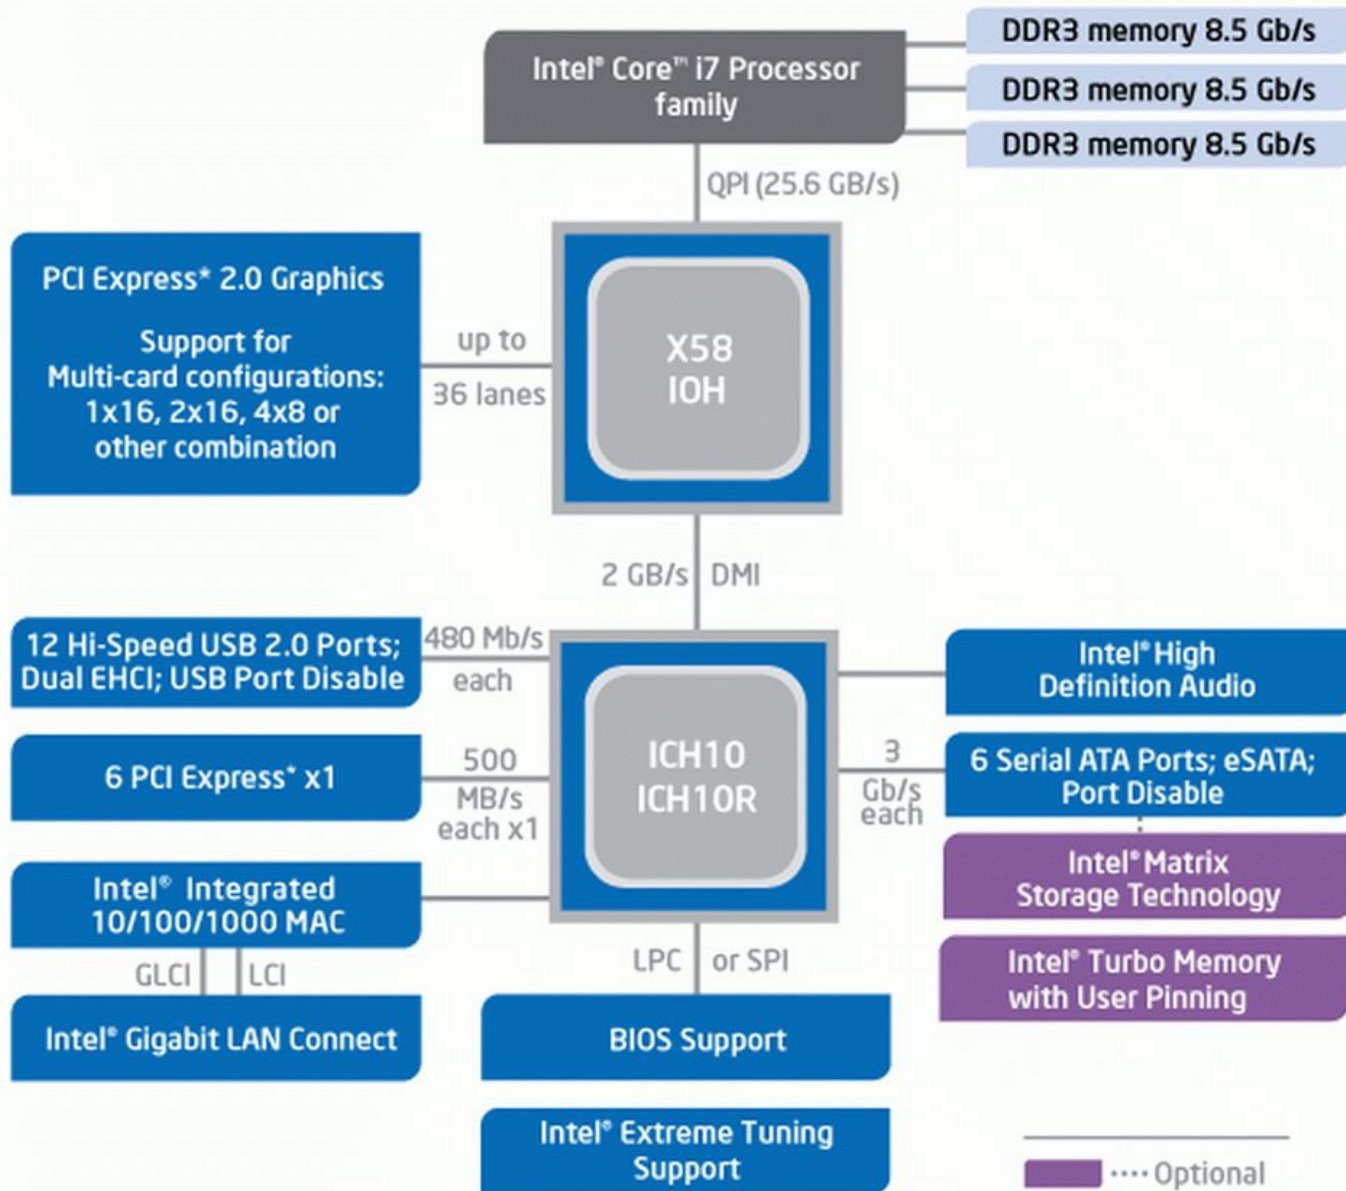 Intel® Core™ i7 Processor
family
DDR3 memory 8.5 Gb/s
DDR3 memory 8.5 Gb/s
DDR3 memory 8.5 Gb/s
QPI (25.6 GB/s)
PCI Express* 2.0 Graphics
Support for
Multi-card configurations:
1x16, 2x16, 4x8 or
other combination
up to
36 lanes
X58
IOH
2 GB/s DMI
12 Hi-Speed USB 2.0 Ports;
Dual EHCI; USB Port Disable
480 Mb/s
each
6 PCI Express* x1
500
MB/s
each x1
ICH10
ICH10R
Intel® High
Definition Audio
3
Gb/s
each
6 Serial ATA Ports; eSATA;
Port Disable
Intel® Matrix
Storage Technology
Intel® Turbo Memory
with User Pinning
Intel® Integrated
10/100/1000 MAC
GLCI LCI
Intel® Gigabit LAN Connect
LPC or SPI
BIOS Support
Intel® Extreme Tuning
Support
Optional